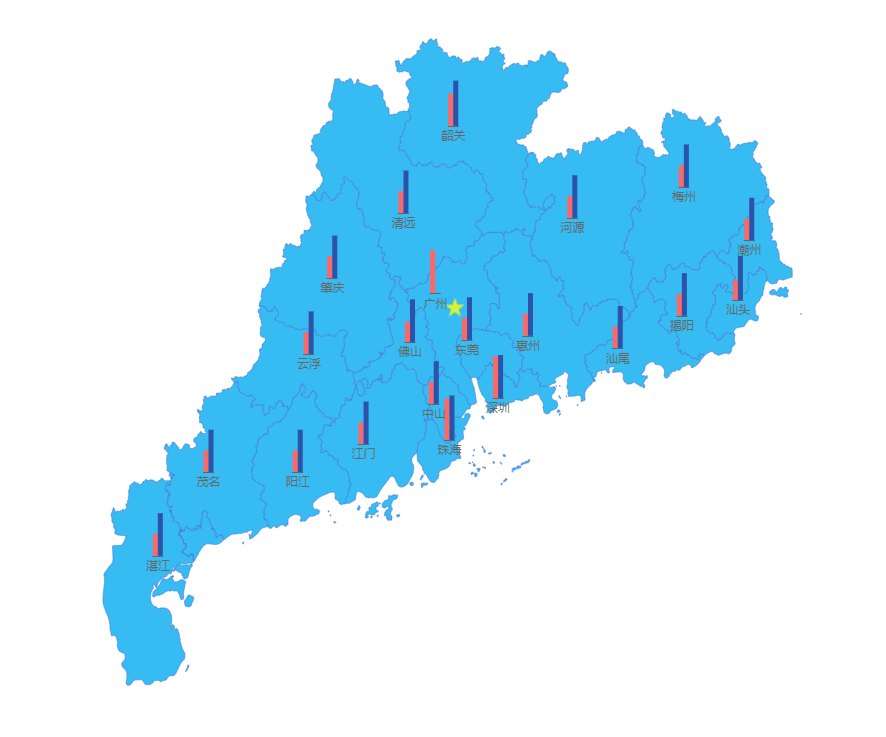 韶关
梅州
清远
河源
潮州
肇庆
广州
汕头
揭阳
惠州
东莞
佛山
汕尾
云浮
深圳
中山
珠海
江门
茂名
阳江
湛江